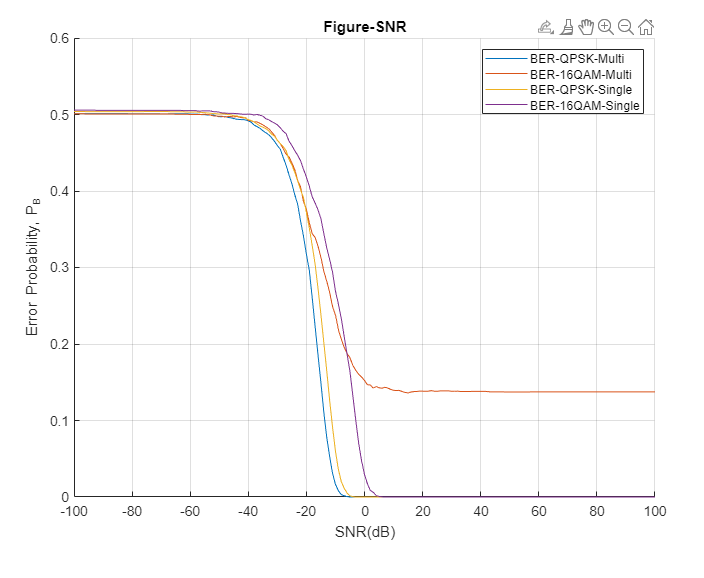 Figure-SNR
BER-QPSK-Multi
BER-16QAM-Multi
BER-QPSK-Single
BER-16QAM-Single
0.6
0.5
0.4
0.3
0.2
0.1
0
Error Probability, P_B
-100
-80
-60
-40
-20
0
20
40
60
80
100
SNR(dB)